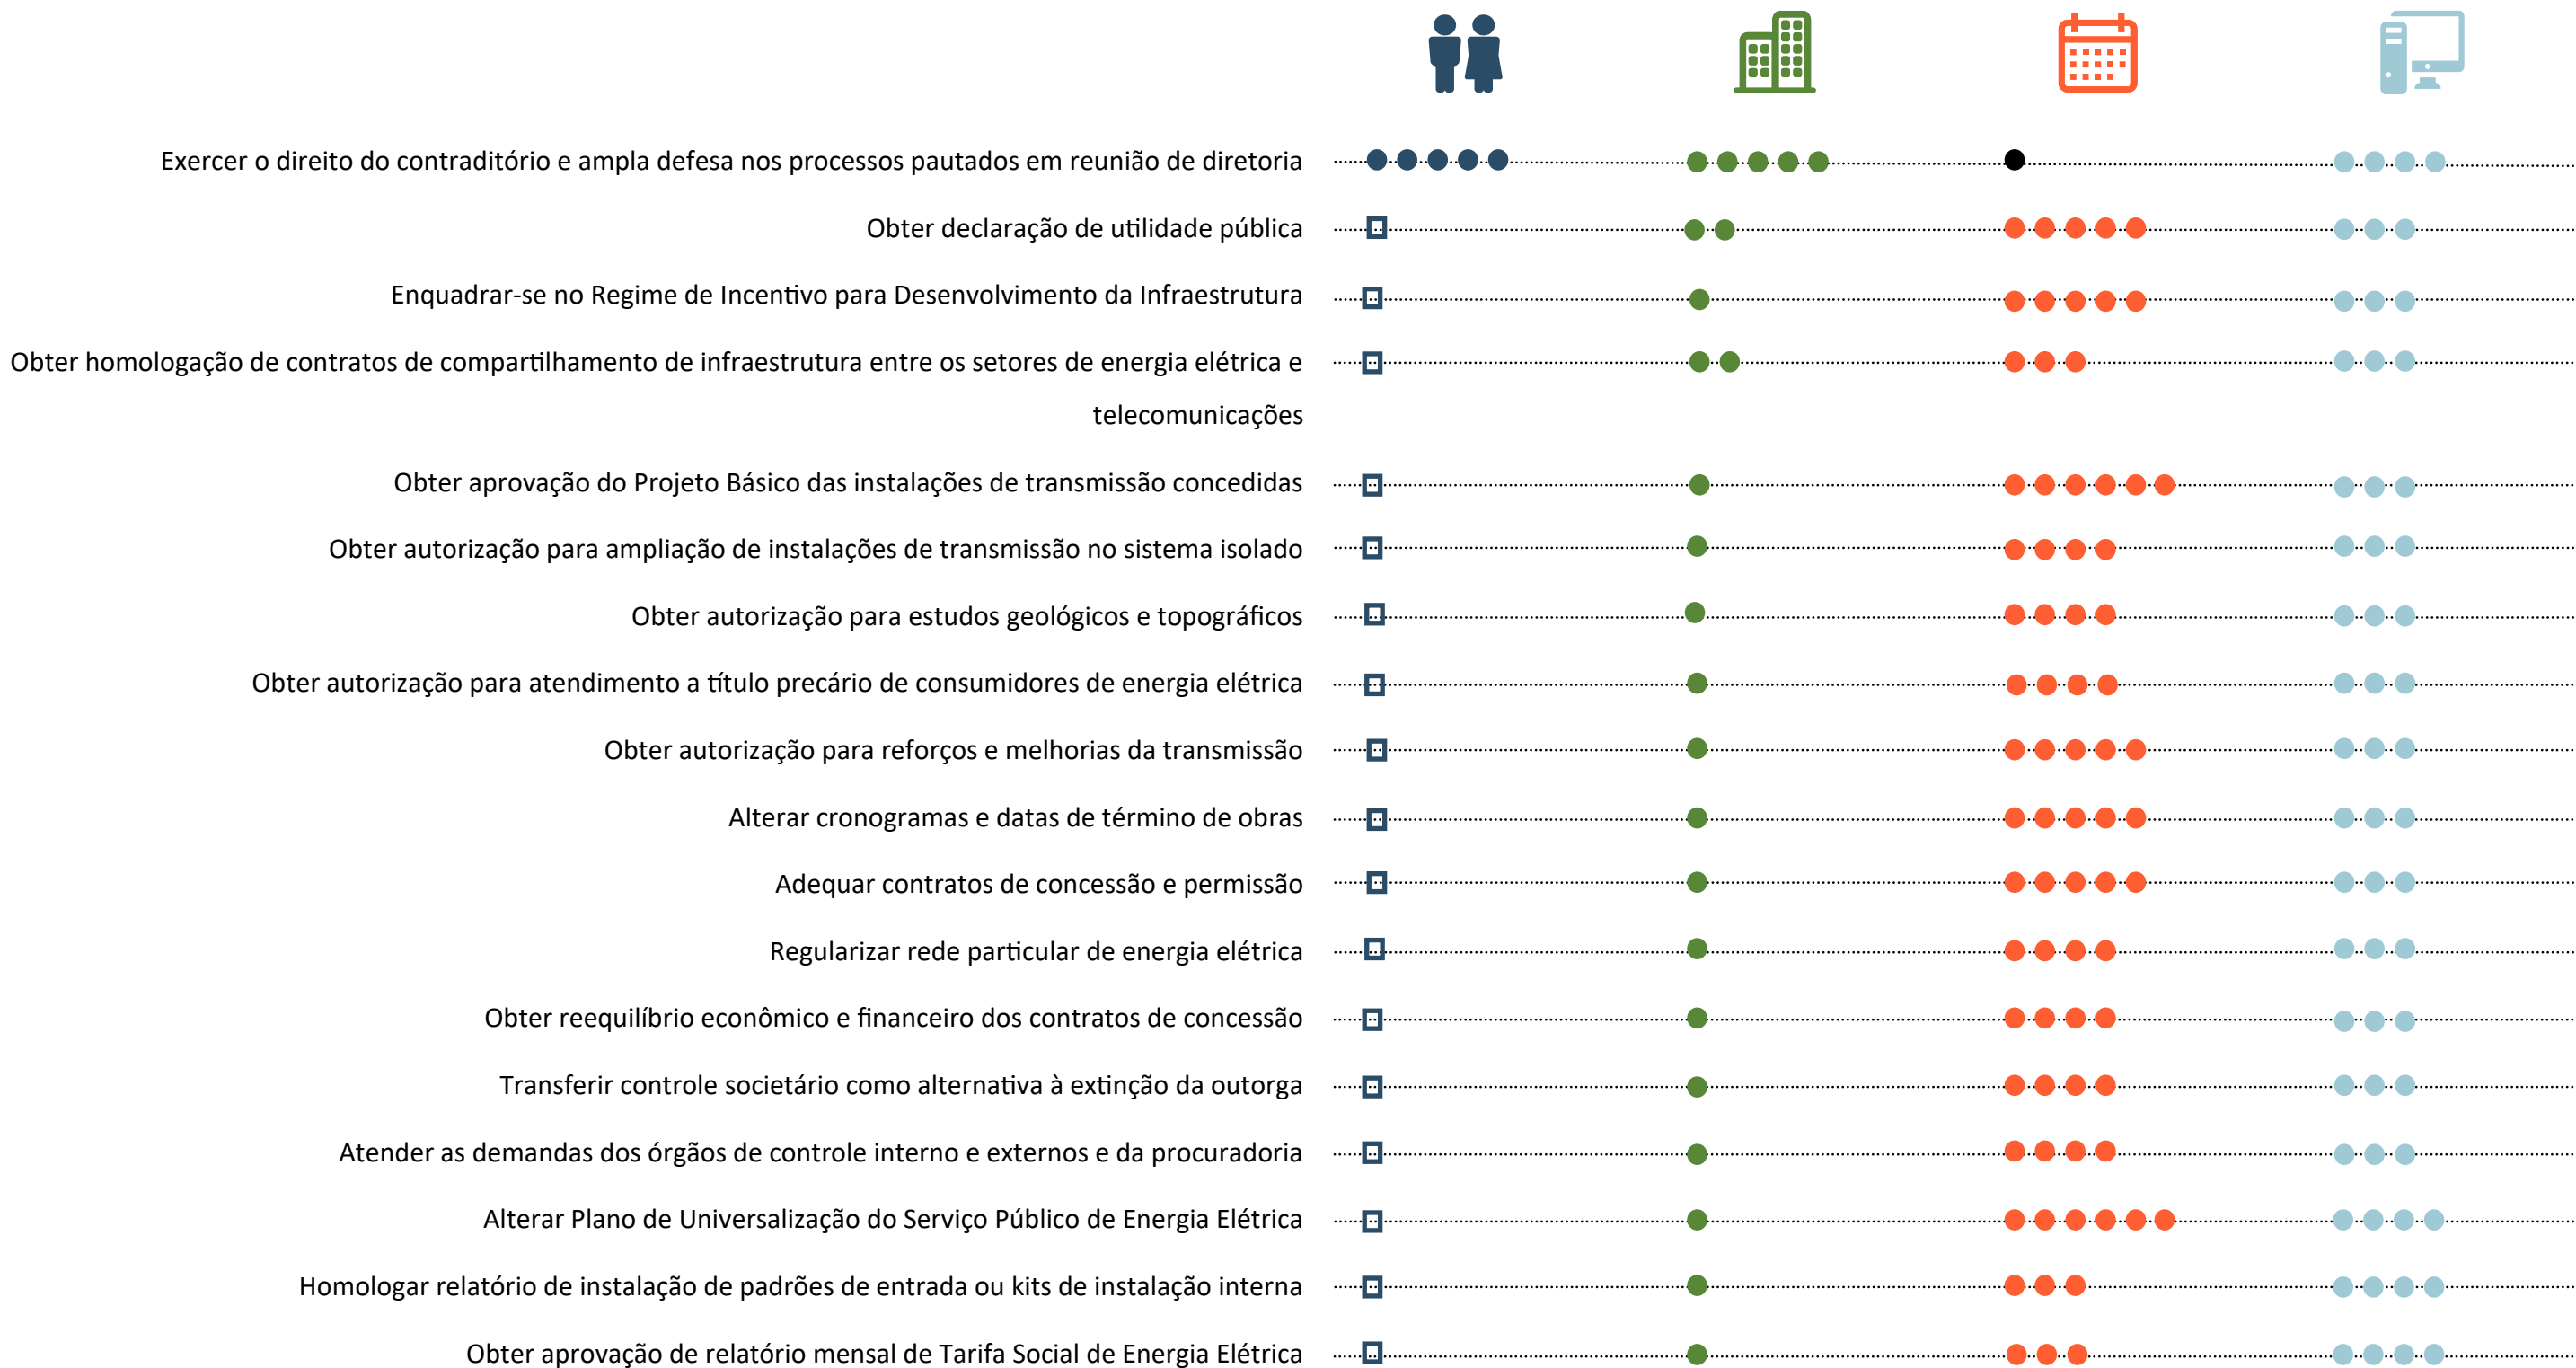 Exercer o direito do contraditório e ampla defesa nos processos pautados em reunião de diretoria
Obter declaração de utilidade pública
Enquadrar-se no Regime de Incentivo para Desenvolvimento da Infraestrutura
Obter homologação de contratos de compartilhamento de infraestrutura entre os setores de energia elétrica e
telecomunicações
Obter aprovação do Projeto Básico das instalações de transmissão concedidas
Obter autorização para ampliação de instalações de transmissão no sistema isolado
Obter autorização para estudos geológicos e topográficos
Obter autorização para atendimento a título precário de consumidores de energia elétrica
Obter autorização para reforços e melhorias da transmissão
Alterar cronogramas e datas de término de obras
Adequar contratos de concessão e permissão
Regularizar rede particular de energia elétrica
Obter reequilíbrio econômico e financeiro dos contratos de concessão
Transferir controle societário como alternativa à extinção da outorga
Atender as demandas dos órgãos de controle interno e externos e da procuradoria
Alterar Plano de Universalização do Serviço Público de Energia Elétrica
Homologar relatório de instalação de padrões de entrada ou kits de instalação interna
Obter aprovação de relatório mensal de Tarifa Social de Energia Elétrica